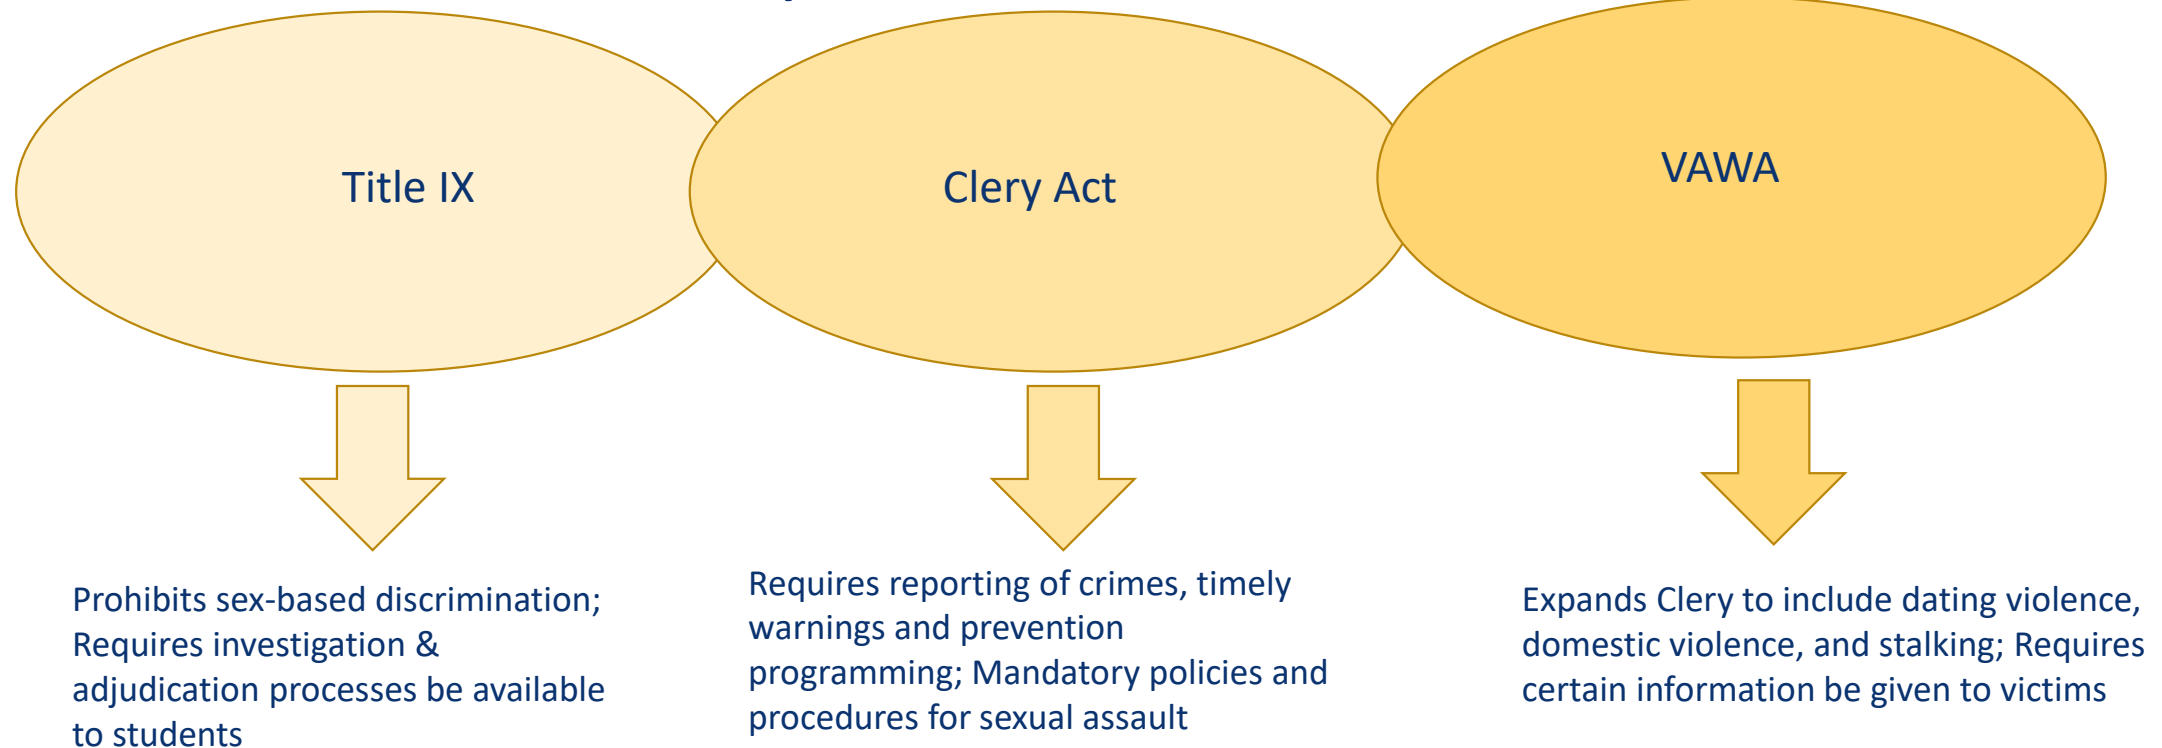 Title IX
Clery Act
VAWA
Prohibits sex-based discrimination;
Requires investigation &
adjudication processes be available
to students
Requires reporting of crimes, timely
warnings and prevention
programming; Mandatory policies and
procedures for sexual assault
Expands Clery to include dating violence,
domestic violence, and stalking; Requires
certain information be given to victims